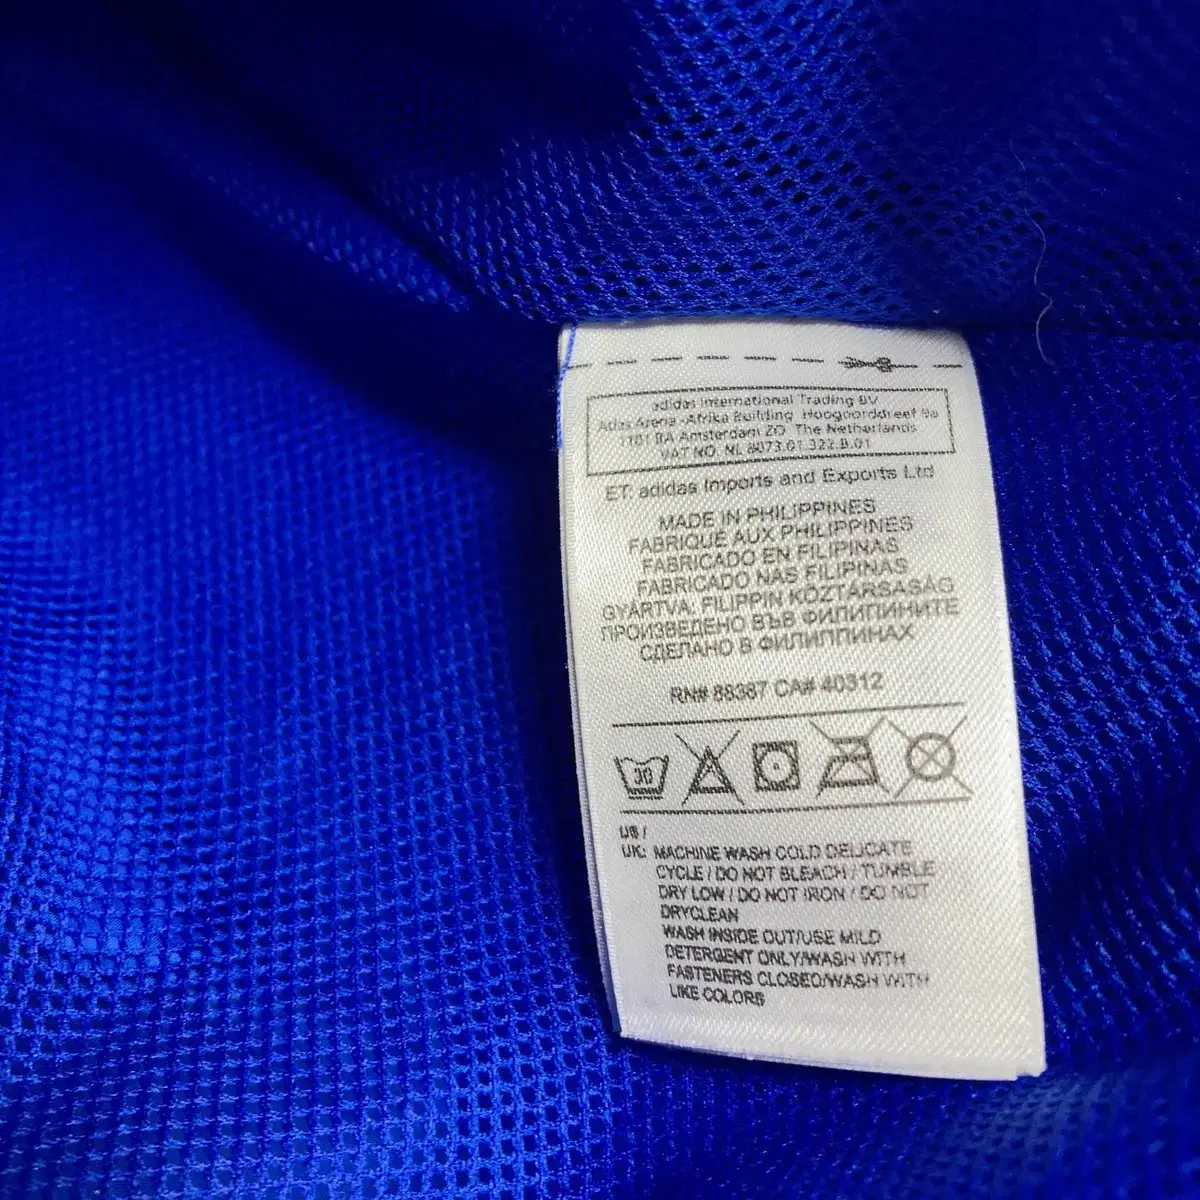 adidas International Trading BV
Atlas Arena -Afrika Building Hoogoorddreef 9a
1101 BA Amsterdam ZO The Netherlands
VAT NO. NL 8073.01.322.B.01
ET: adidas Imports and Exports Ltd
MADE IN PHILIPPINES
FABRIQUÉ AUX PHILIPPINES
FABRICADO EN FILIPINAS
FABRICADO NAS FILIPINAS
GYÁRTVA: FILIPPIN KÖZTÁRSASÁG
ПРОИЗВЕДЕНО ВЪВ ФИЛИПИНИТЕ
СДЕЛАНО В ФИЛИППИНАХ
RN# 88387 CA# 40312
30
US /
UK: MACHINE WASH COLD DELICATE
CYCLE / DO NOT BLEACH / TUMBLE
DRY LOW / DO NOT IRON / DO NOT
DRYCLEAN
WASH INSIDE OUT/USE MILD
DETERGENT ONLY/WASH WITH
FASTENERS CLOSED/WASH WITH
LIKE COLORS